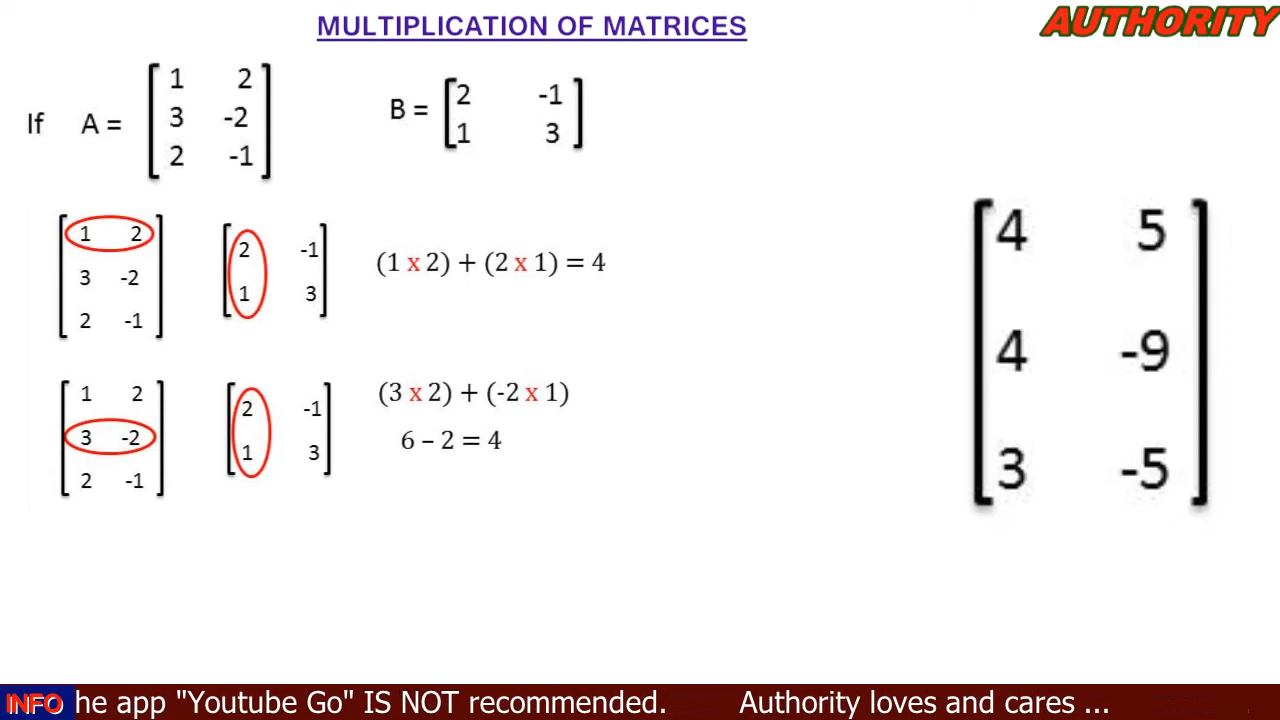 MULTIPLICATION OF MATRICES
AUTHORITY
If A = [ 1 2
3 -2
2 -1 ]
B = [ 2 -1
1 3 ]
1 2
3 -2
2 -1
2 -1
1 3
(1 x 2) + (2 x 1) = 4
1 2
3 -2
2 -1
2 -1
1 3
(3 x 2) + (-2 x 1)
6 – 2 = 4
4 5
4 -9
3 -5
INFO
he app "Youtube Go" IS NOT recommended. Authority loves and cares ...